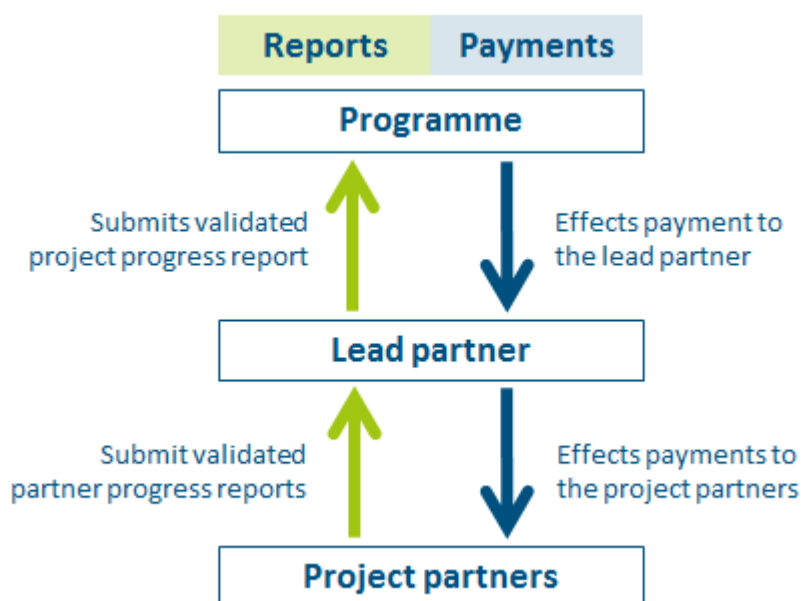 Reports
Payments
Programme
Submits validated
project progress report
Effects payment to
the lead partner
Lead partner
Submit validated
partner progress reports
Effects payments to
the project partners
Project partners